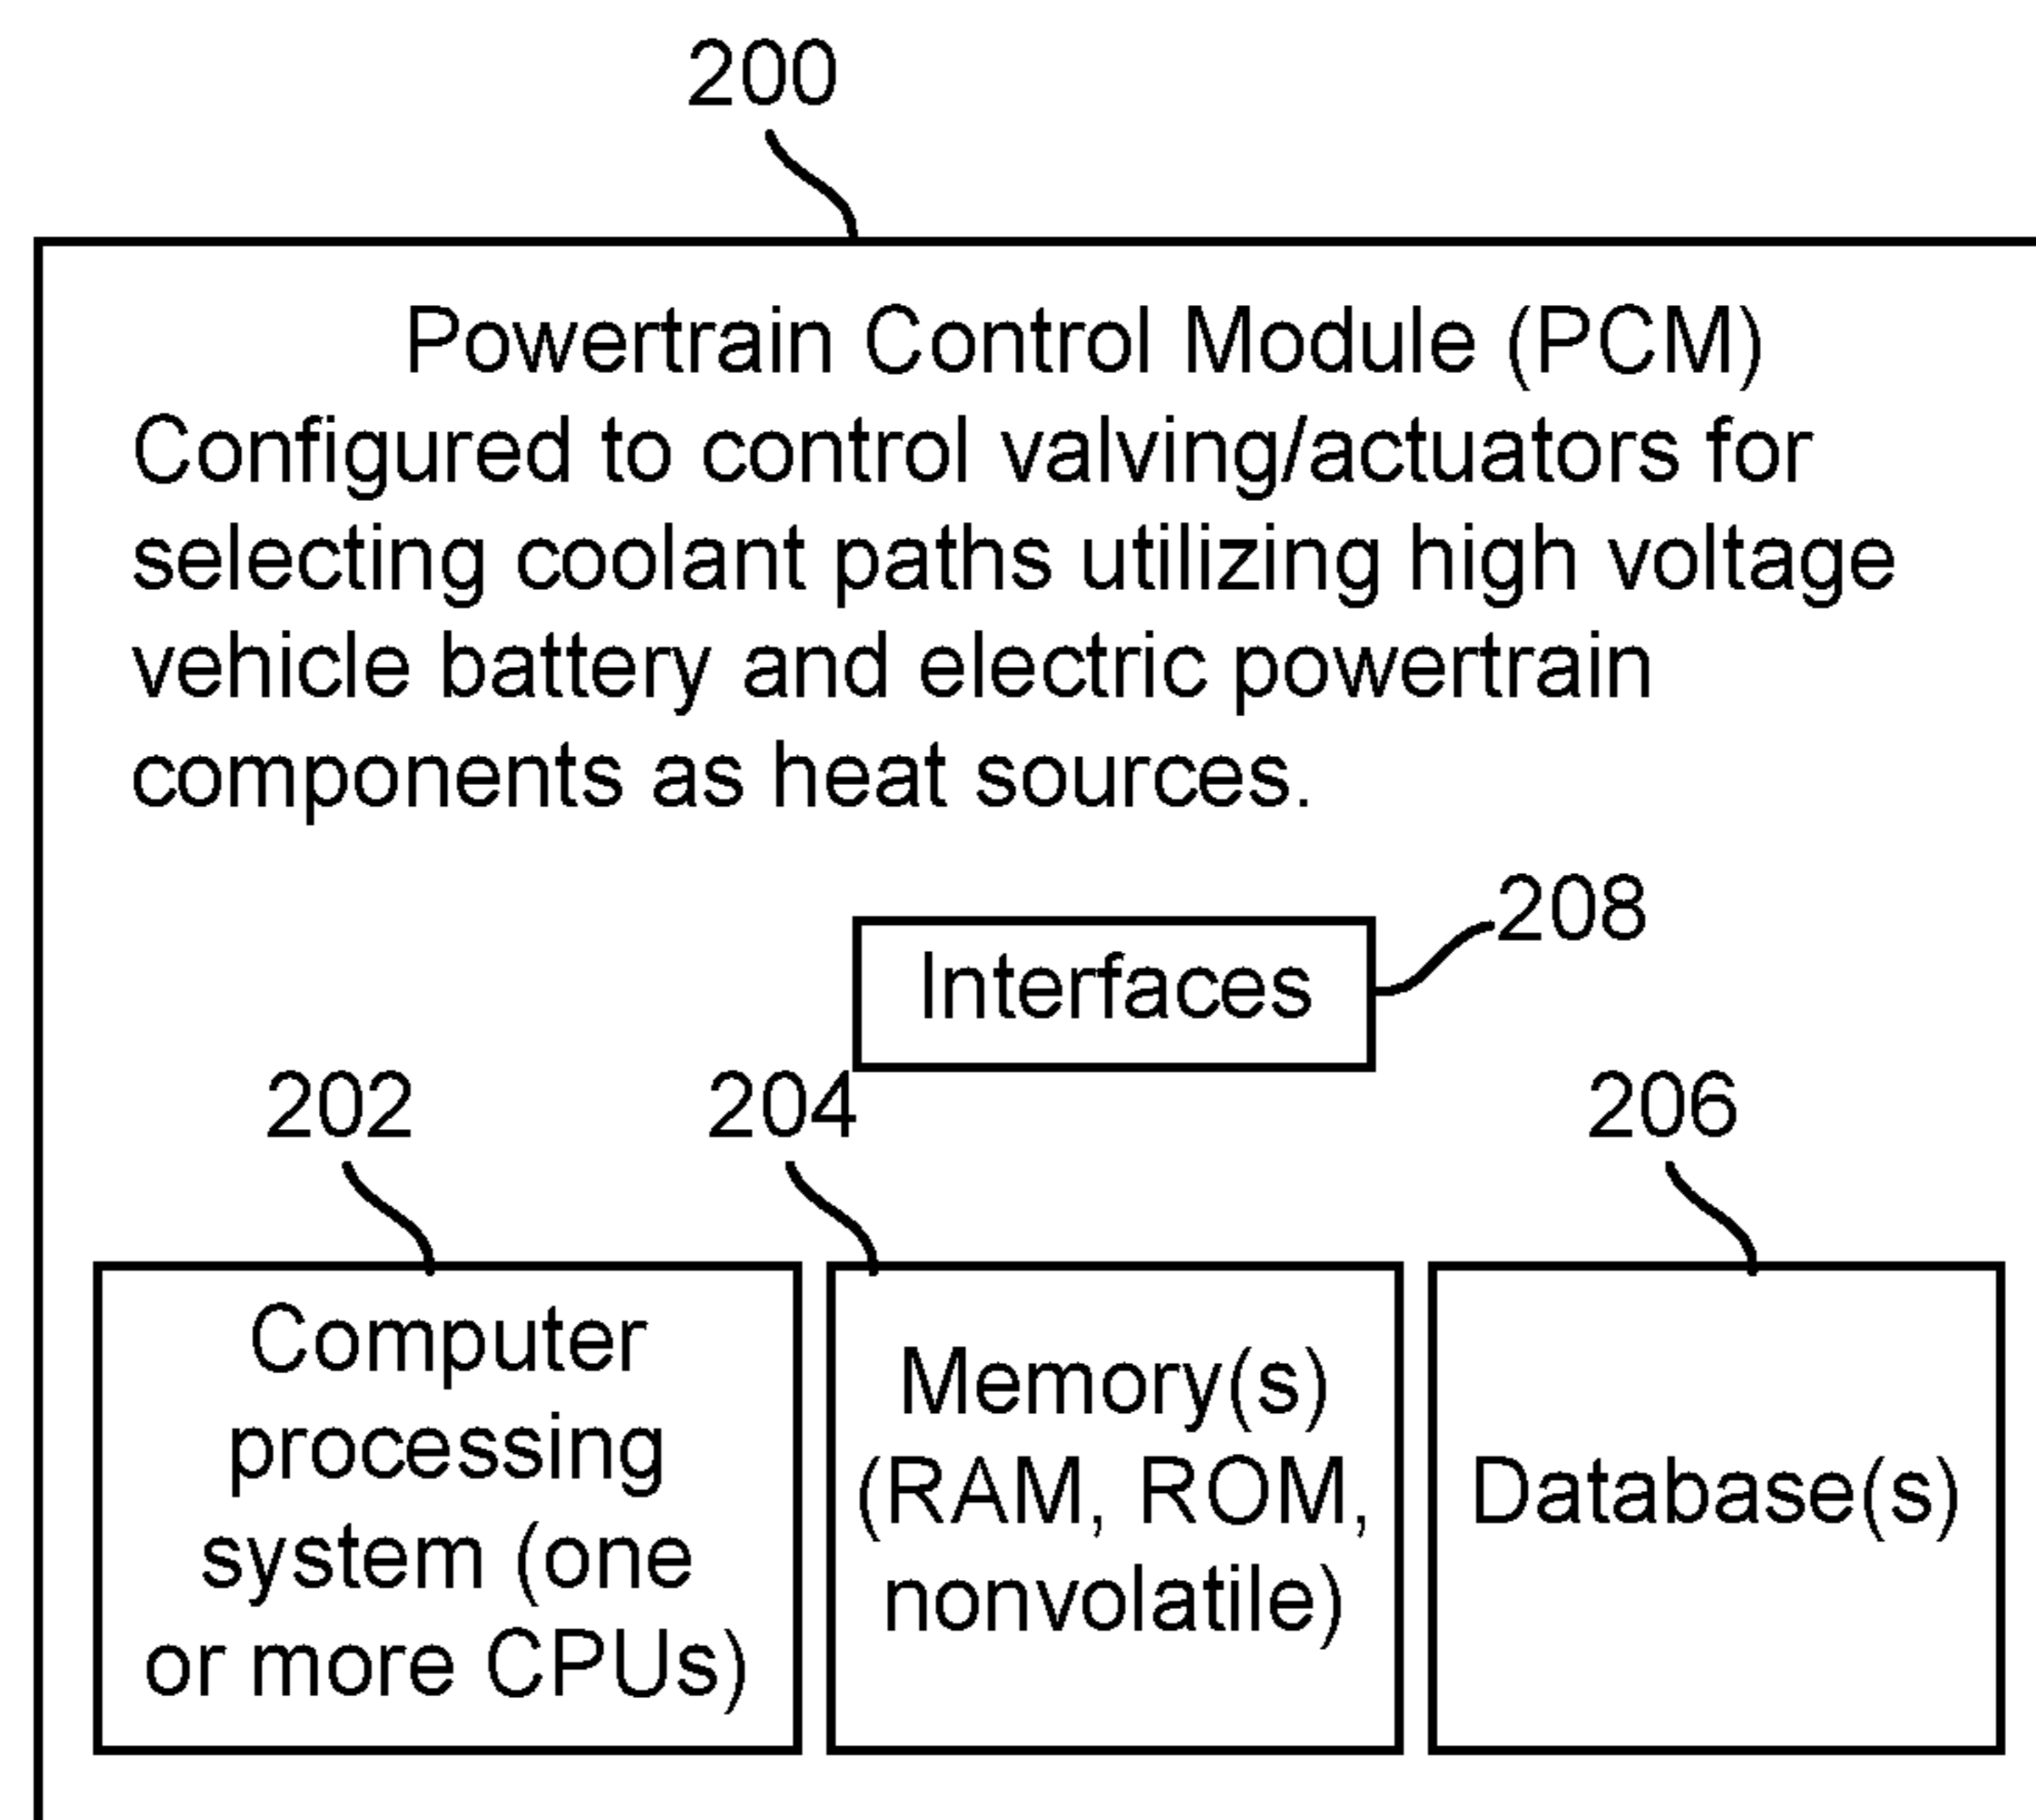 200
Powertrain Control Module (PCM)
Configured to control valving/actuators for
selecting coolant paths utilizing high voltage
vehicle battery and electric powertrain
components as heat sources.
208
Interfaces
202
204
206
Computer
processing
system (one
or more CPUs)
Memory(s)
(RAM, ROM,
nonvolatile)
Database(s)